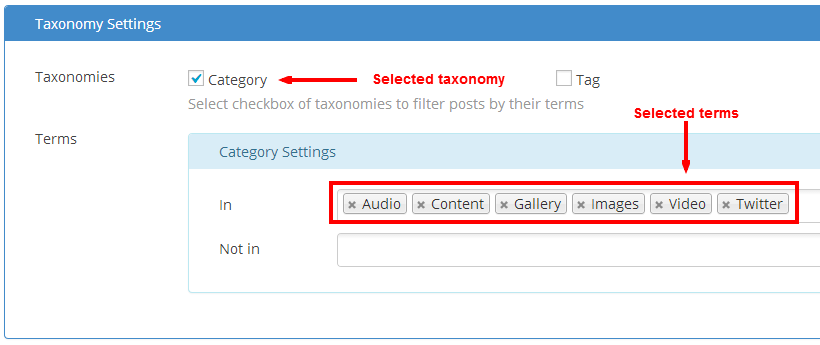 Taxonomy Settings
Taxonomies Category Selected taxonomy Tag
Select checkbox of taxonomies to filter posts by their terms
Selected terms
Terms
Category Settings
In × Audio × Content × Gallery × Images × Video × Twitter
Not in